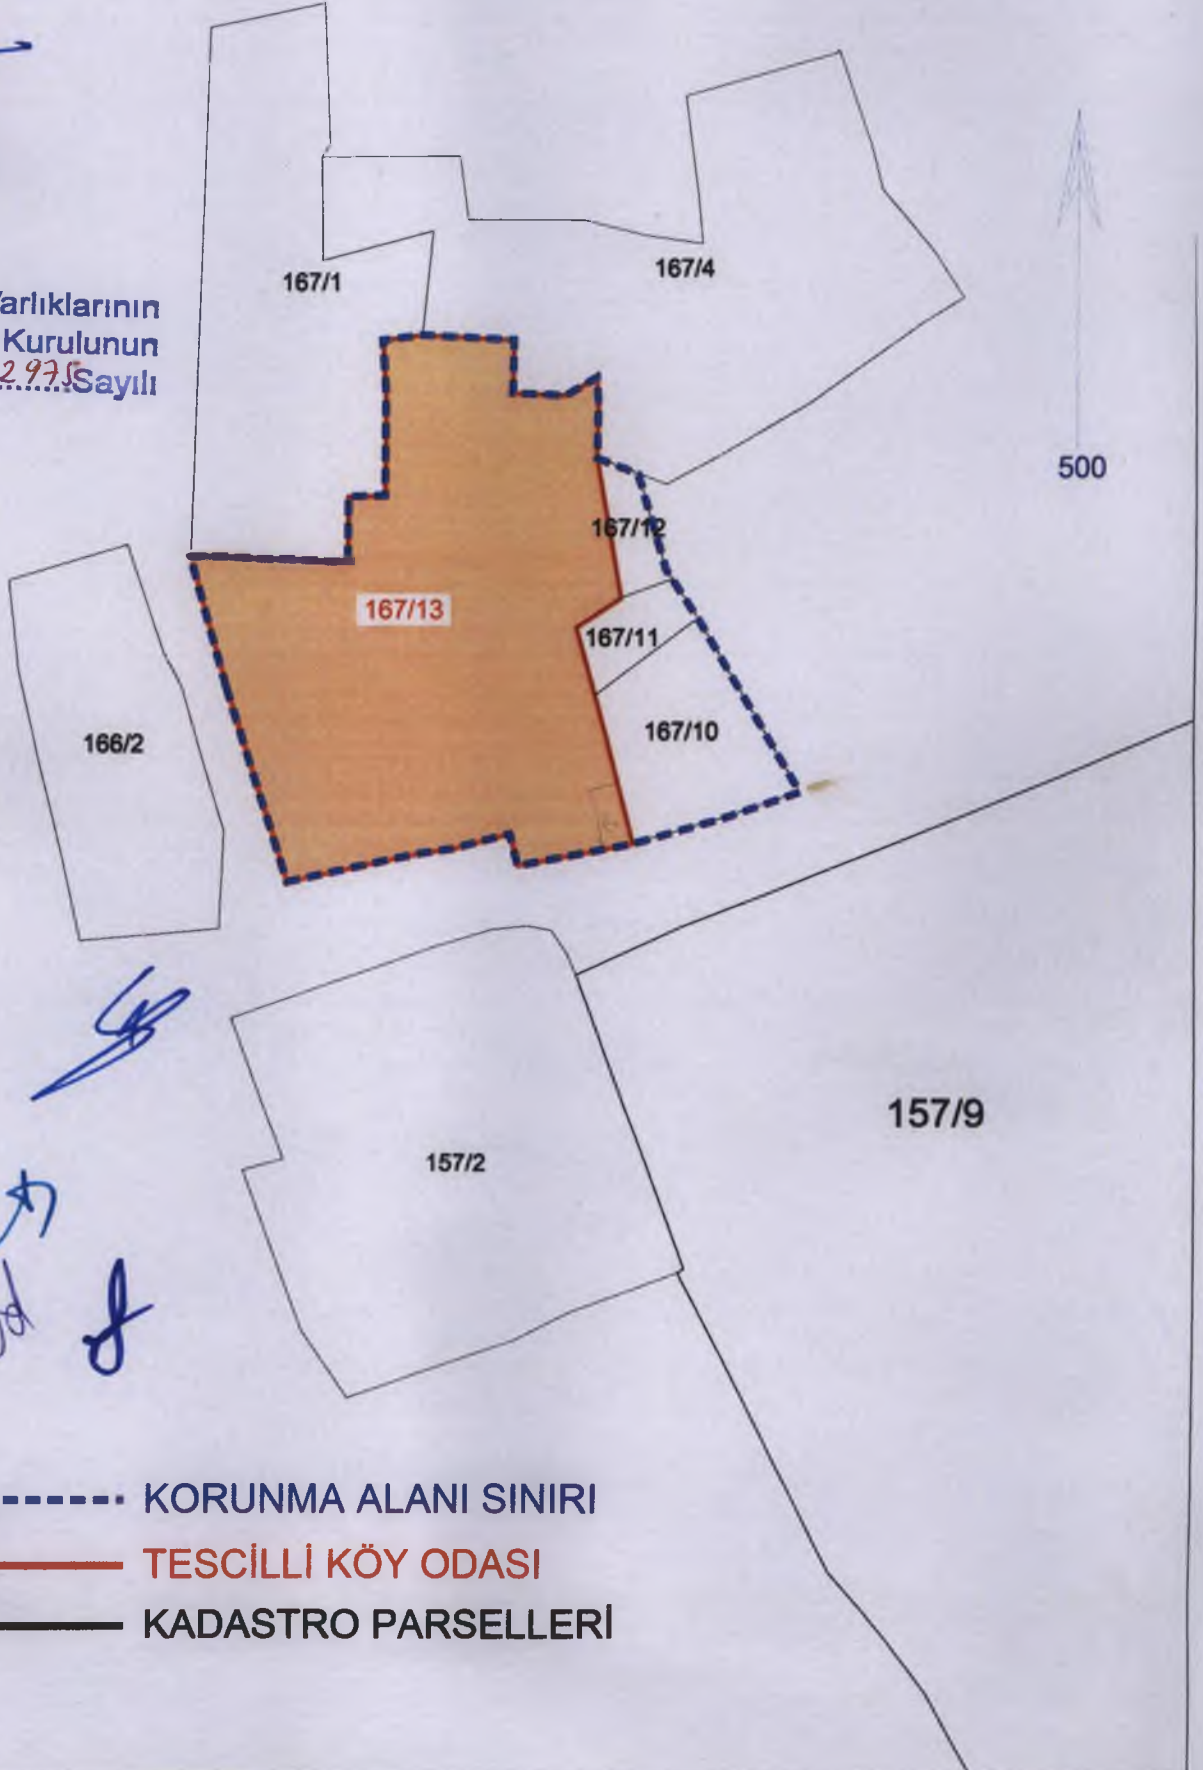 167/1
167/4
Varlıklarının
Kurulunun
2975 Sayılı
500
167/12
167/13
167/11
166/2
167/10
157/9
157/2
KORUNMA ALANI SINIRI
TESCİLLİ KÖY ODASI
KADASTRO PARSELLERİ